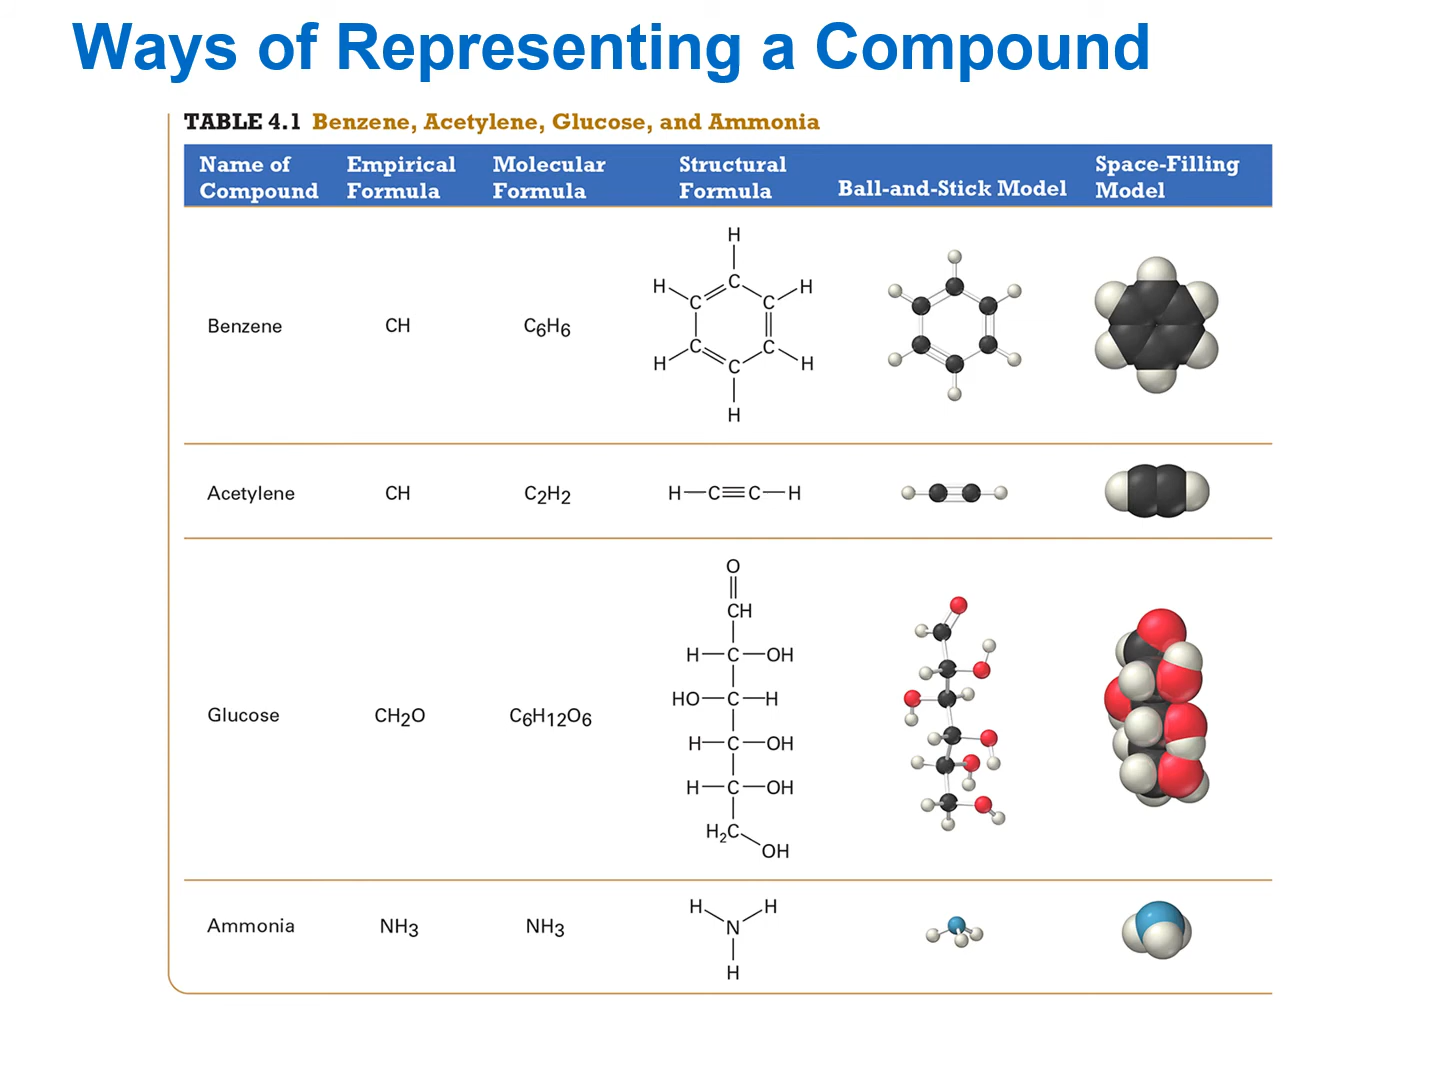 Ways of Representing a Compound
TABLE 4.1 Benzene, Acetylene, Glucose, and Ammonia
Name of Compound
Empirical Formula
Molecular Formula
Structural Formula
Ball-and-Stick Model
Space-Filling Model
Benzene
CH
C6H6
H
H C H
C C
C C
H C H
H
Acetylene
CH
C2H2
H—C≡C—H
Glucose
CH2O
C6H12O6
O
CH
H—C—OH
HO—C—H
H—C—OH
H—C—OH
H₂C
OH
Ammonia
NH3
NH3
H H
N
H